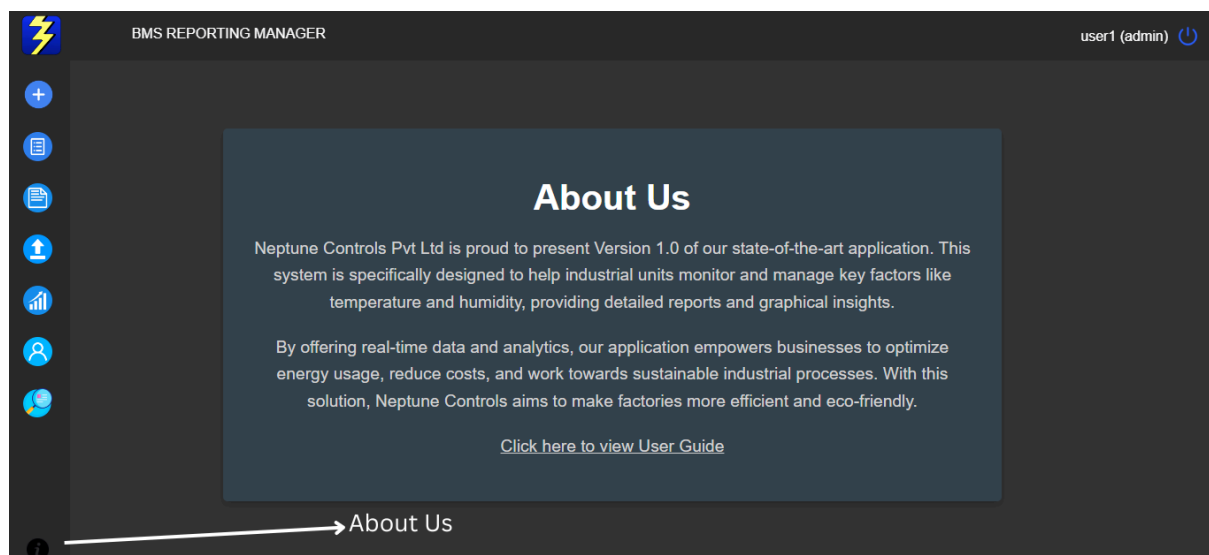 BMS REPORTING MANAGER
user1 (admin)
About Us
Neptune Controls Pvt Ltd is proud to present Version 1.0 of our state-of-the-art application. This
system is specifically designed to help industrial units monitor and manage key factors like
temperature and humidity, providing detailed reports and graphical insights.
By offering real-time data and analytics, our application empowers businesses to optimize
energy usage, reduce costs, and work towards sustainable industrial processes. With this
solution, Neptune Controls aims to make factories more efficient and eco-friendly.
Click here to view User Guide
About Us
i